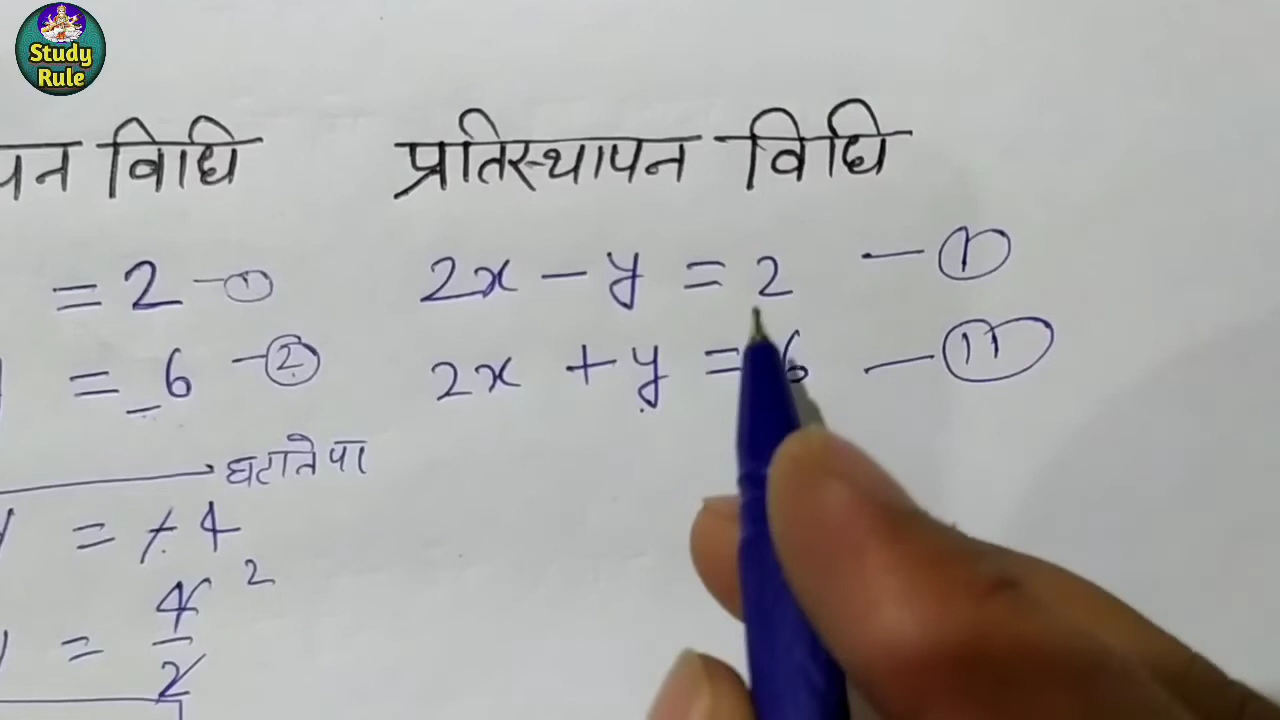 Study
Rule
पन विधि प्रतिस्थापन विधि
= 2 — ① 2x - y = 2 — ①
= 6 — ② 2x + y = 6 — (11)
घटाने पा
= -4
4 2
= —
2